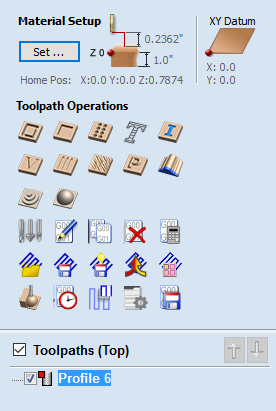 Material Setup
XY Datum
0.2362"
Set ...
Z 0
1.0"
X: 0.0
Home Pos: X:0.0 Y:0.0 Z:0.7874
Y: 0.0
Toolpath Operations
Toolpaths (Top)
Profile 6